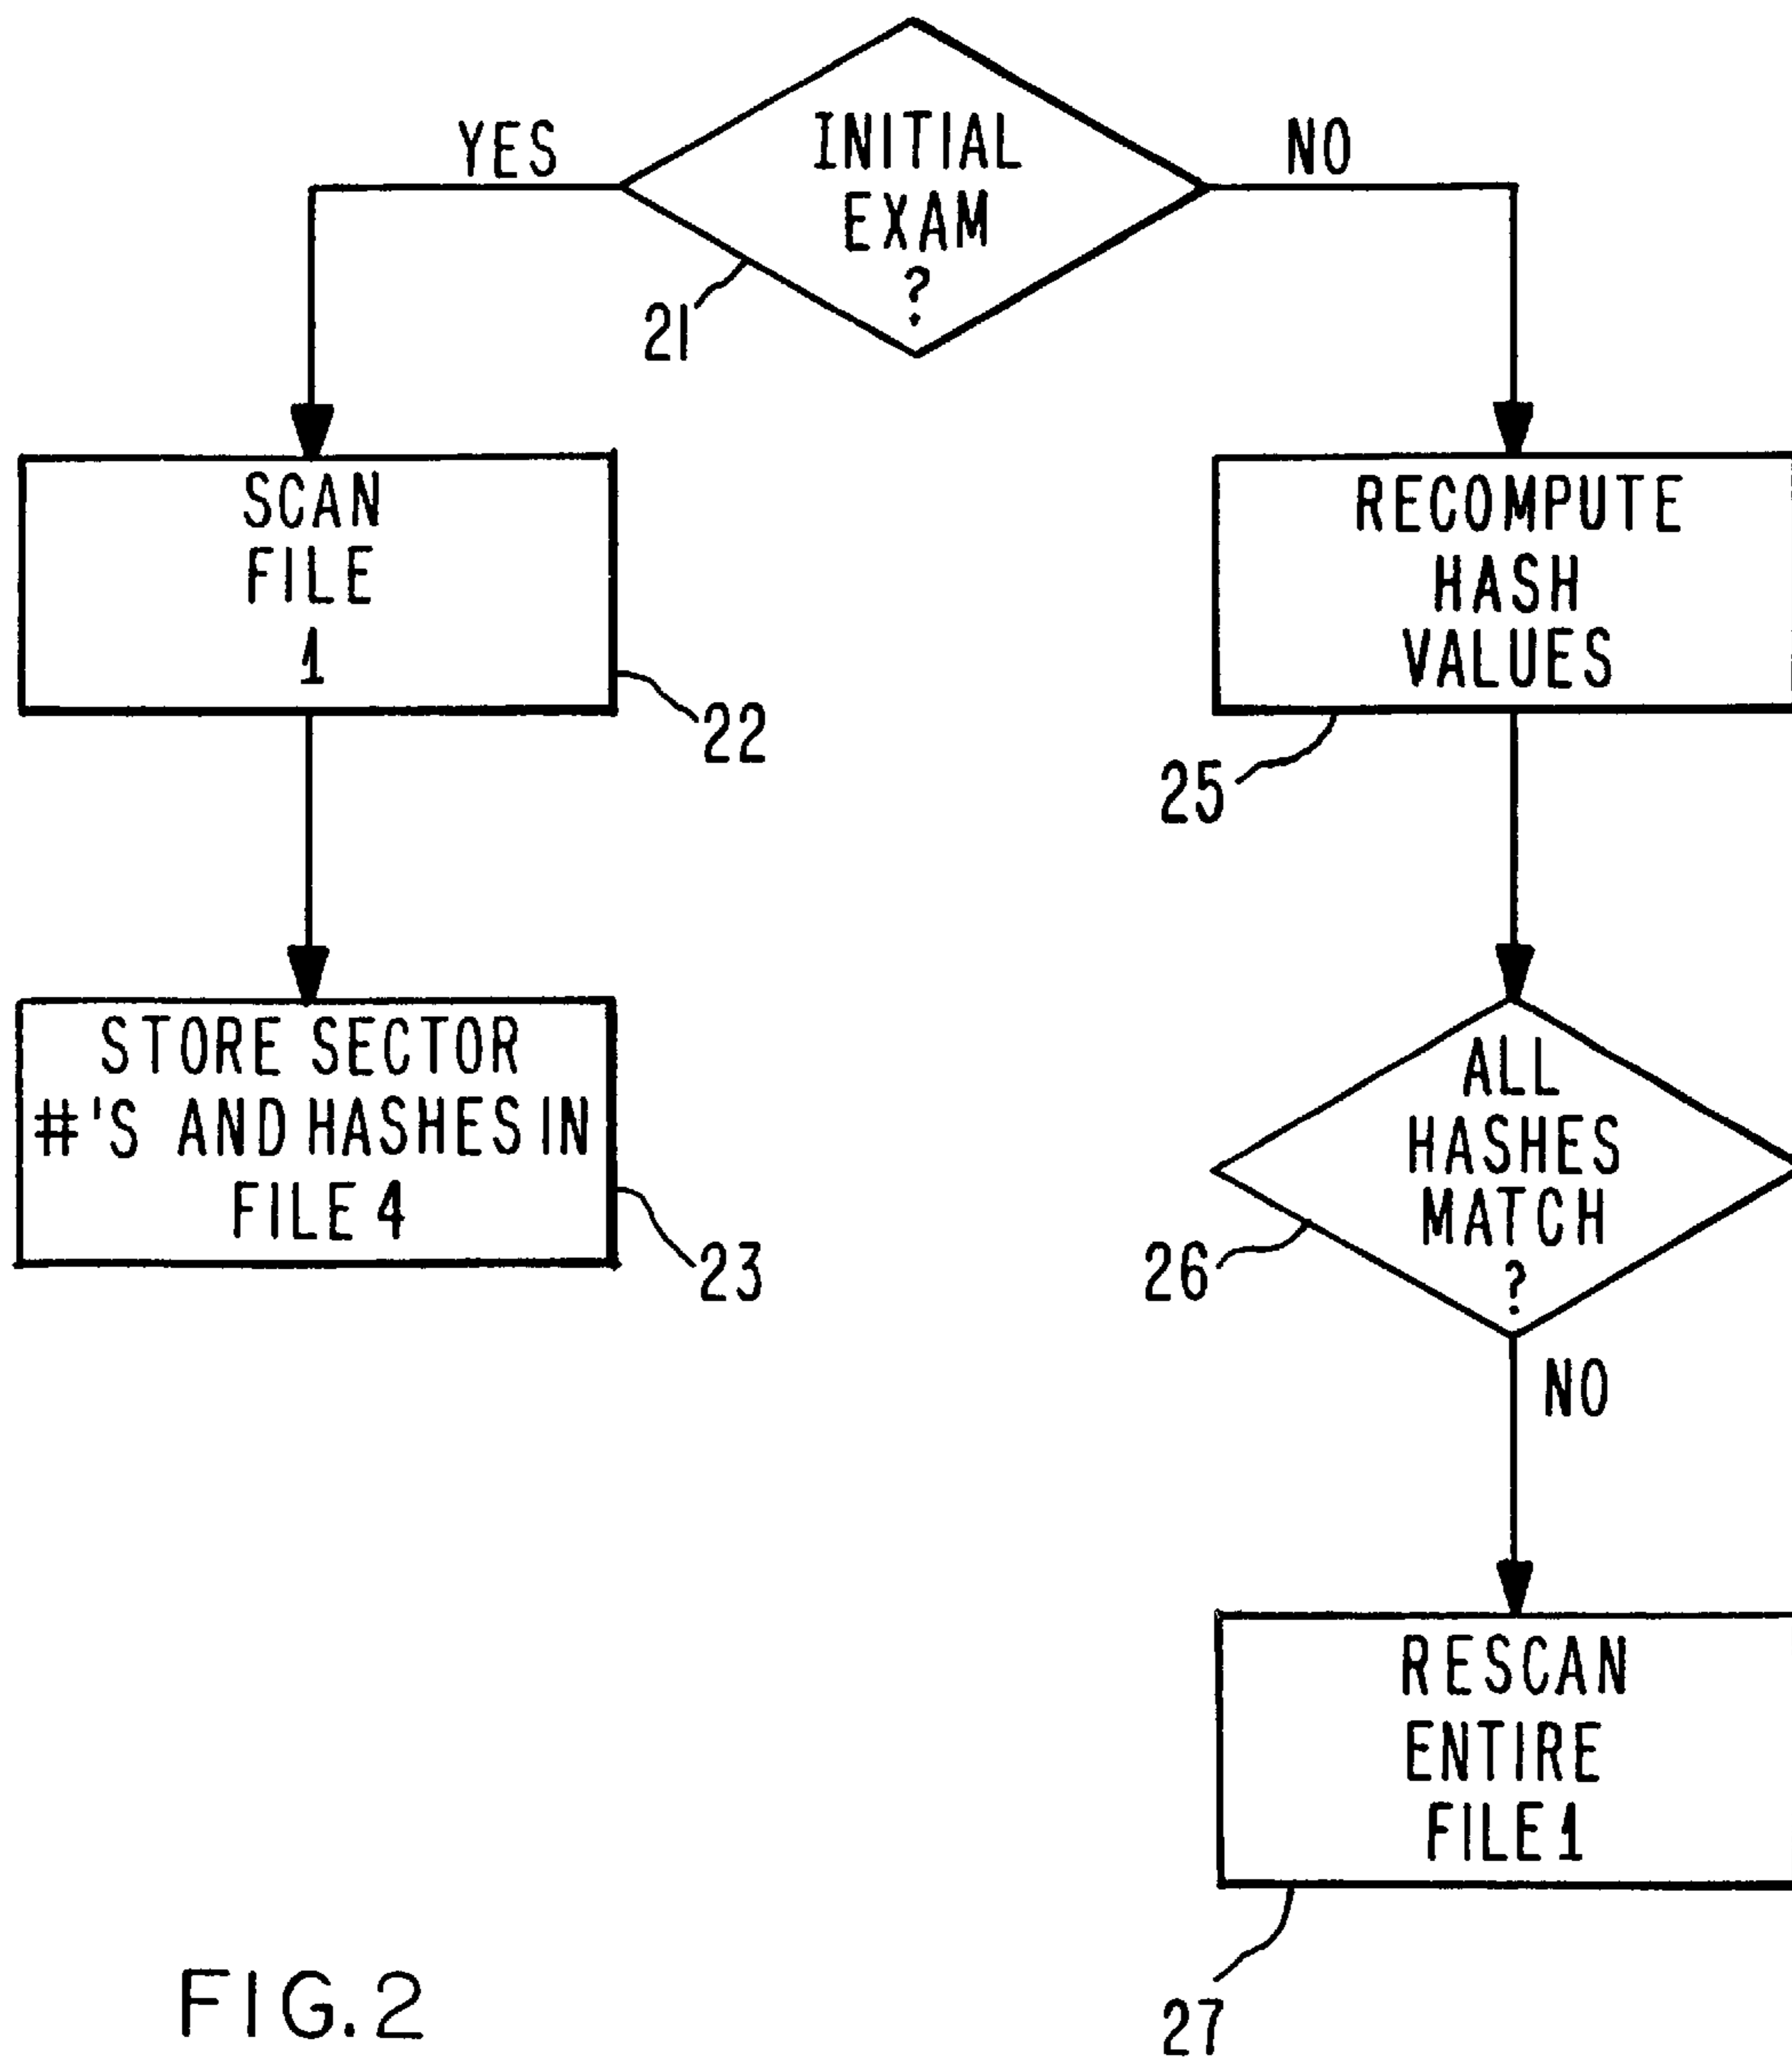 INITIAL
EXAM
?
YES
NO
21
SCAN
FILE
1
22
STORE SECTOR
#'S AND HASHES IN
FILE 4
23
RECOMPUTE
HASH
VALUES
25
ALL
HASHES
MATCH
?
26
NO
RESCAN
ENTIRE
FILE 1
27
FIG.2